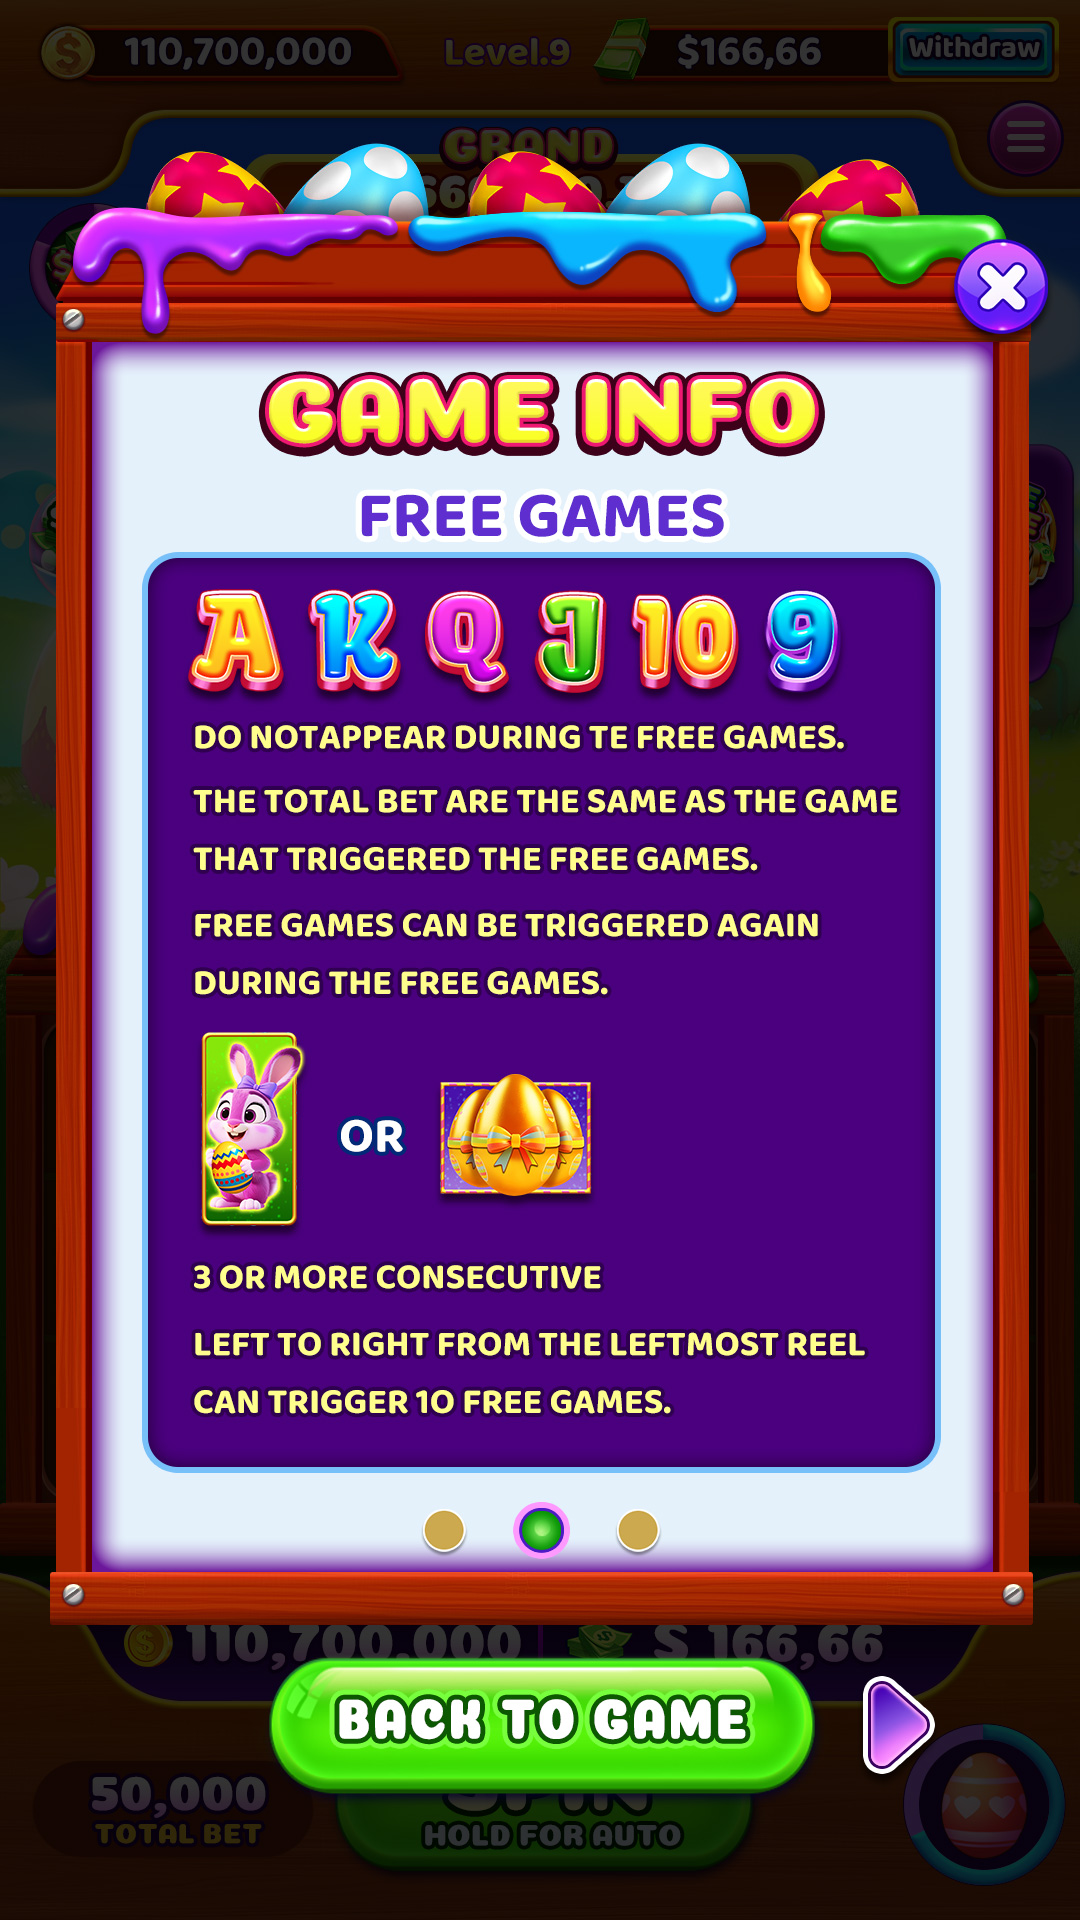 110,700,000
Level.9
$166,66
Withdraw
GRAND
GAME INFO
FREE GAMES
A K Q J 10 9
DO NOTAPPEAR DURING TE FREE GAMES.
THE TOTAL BET ARE THE SAME AS THE GAME
THAT TRIGGERED THE FREE GAMES.
FREE GAMES CAN BE TRIGGERED AGAIN
DURING THE FREE GAMES.
OR
3 OR MORE CONSECUTIVE
LEFT TO RIGHT FROM THE LEFTMOST REEL
CAN TRIGGER 10 FREE GAMES.
110,700,000
$ 166,66
BACK TO GAME
50,000
TOTAL BET
SPIN
HOLD FOR AUTO